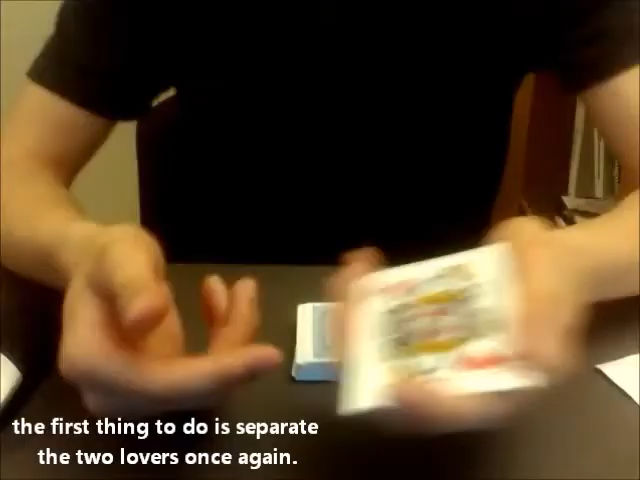 the first thing to do is separate
the two lovers once again.